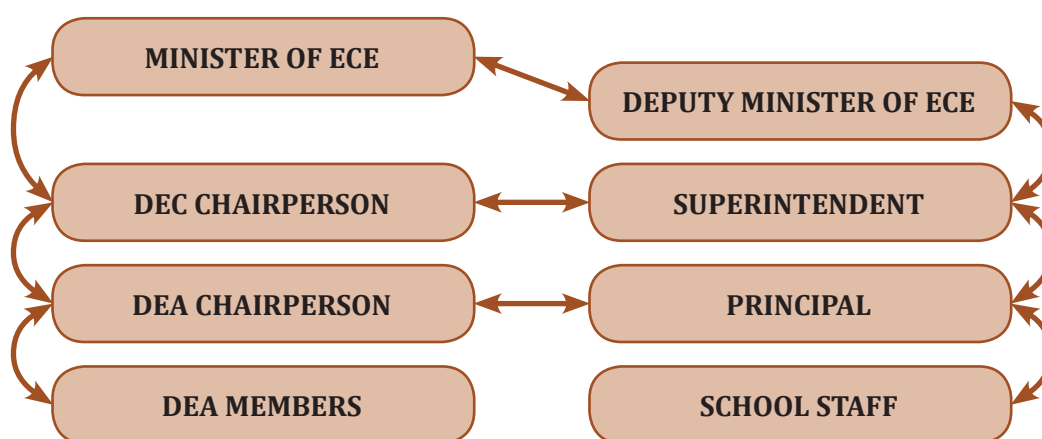 MINISTER OF ECE
DEPUTY MINISTER OF ECE
DEC CHAIRPERSON
SUPERINTENDENT
DEA CHAIRPERSON
PRINCIPAL
DEA MEMBERS
SCHOOL STAFF